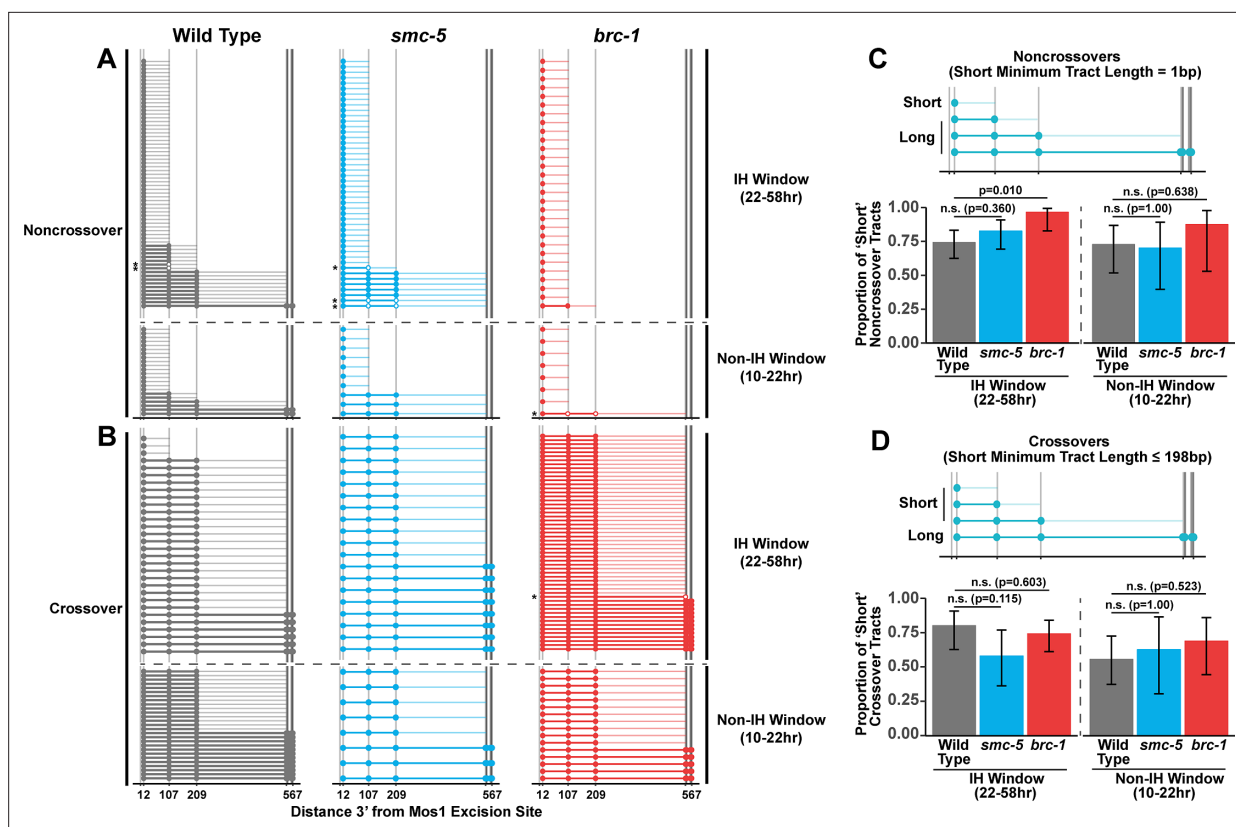 Wild Type
smc-5
brc-1
A
Noncrossover
**
*
**
IH Window
(22-58hr)
*
Non-IH Window
(10-22hr)
B
Crossover
*
IH Window
(22-58hr)
Non-IH Window
(10-22hr)
12 107 209 567
12 107 209 567
12 107 209 567
Distance 3' from Mos1 Excision Site
C
Noncrossovers
(Short Minimum Tract Length = 1bp)
Short
Long
p=0.010
n.s. (p=0.360)
n.s. (p=0.638)
n.s. (p=1.00)
Proportion of 'Short'
Noncrossover Tracts
1.00
0.75
0.50
0.25
0.00
Wild
Type
smc-5
brc-1
Wild
Type
smc-5
brc-1
IH Window
(22-58hr)
Non-IH Window
(10-22hr)
D
Crossovers
(Short Minimum Tract Length ≤ 198bp)
Short
Long
n.s. (p=0.603)
n.s. (p=0.115)
n.s. (p=0.523)
n.s. (p=1.00)
Proportion of 'Short'
Crossover Tracts
1.00
0.75
0.50
0.25
0.00
Wild
Type
smc-5
brc-1
Wild
Type
smc-5
brc-1
IH Window
(22-58hr)
Non-IH Window
(10-22hr)